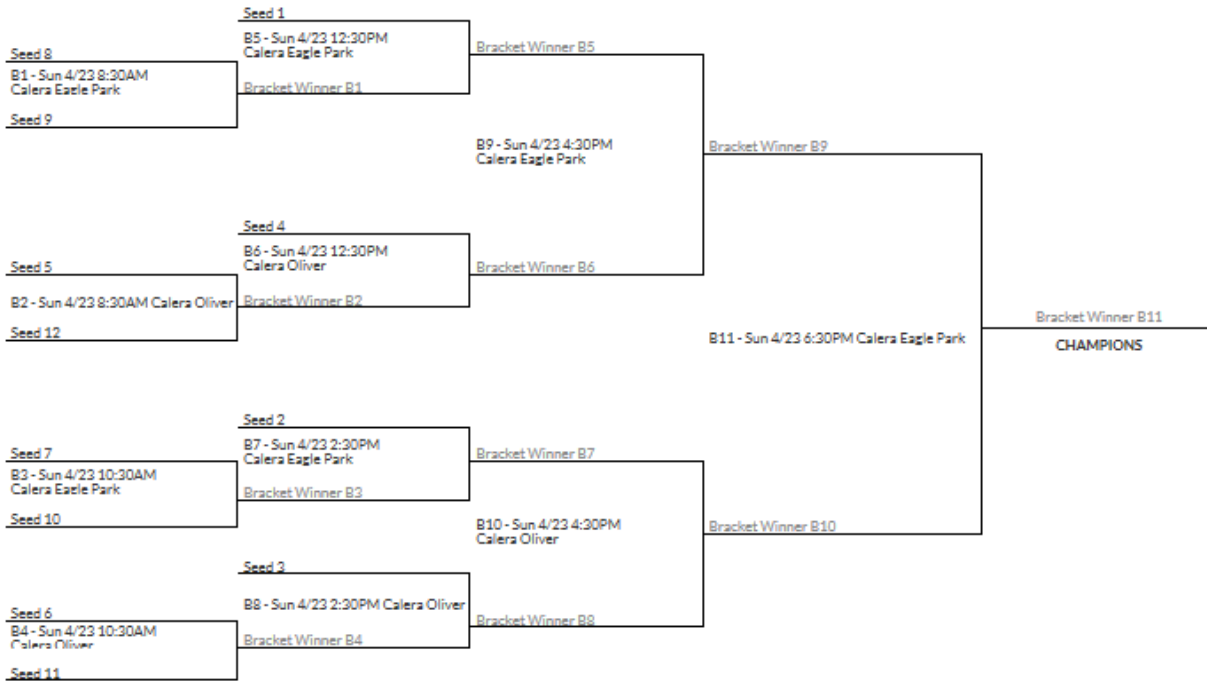 Seed 1
B5 - Sun 4/23 12:30PM
Calera Eagle Park
Bracket Winner B5
Seed 8
B1 - Sun 4/23 8:30AM
Calera Eagle Park
Bracket Winner B1
Seed 9
B9 - Sun 4/23 4:30PM
Calera Eagle Park
Bracket Winner B9
Seed 4
B6 - Sun 4/23 12:30PM
Calera Oliver
Bracket Winner B6
Seed 5
B2 - Sun 4/23 8:30AM Calera Oliver
Bracket Winner B2
Seed 12
Bracket Winner B11
B11 - Sun 4/23 6:30PM Calera Eagle Park
CHAMPIONS
Seed 2
B7 - Sun 4/23 2:30PM
Calera Eagle Park
Bracket Winner B7
Seed 7
B3 - Sun 4/23 10:30AM
Calera Eagle Park
Bracket Winner B3
Seed 10
B10 - Sun 4/23 4:30PM
Calera Oliver
Bracket Winner B10
Seed 3
B8 - Sun 4/23 2:30PM Calera Oliver
Bracket Winner B8
Seed 6
B4 - Sun 4/23 10:30AM
Calera Oliver
Bracket Winner B4
Seed 11